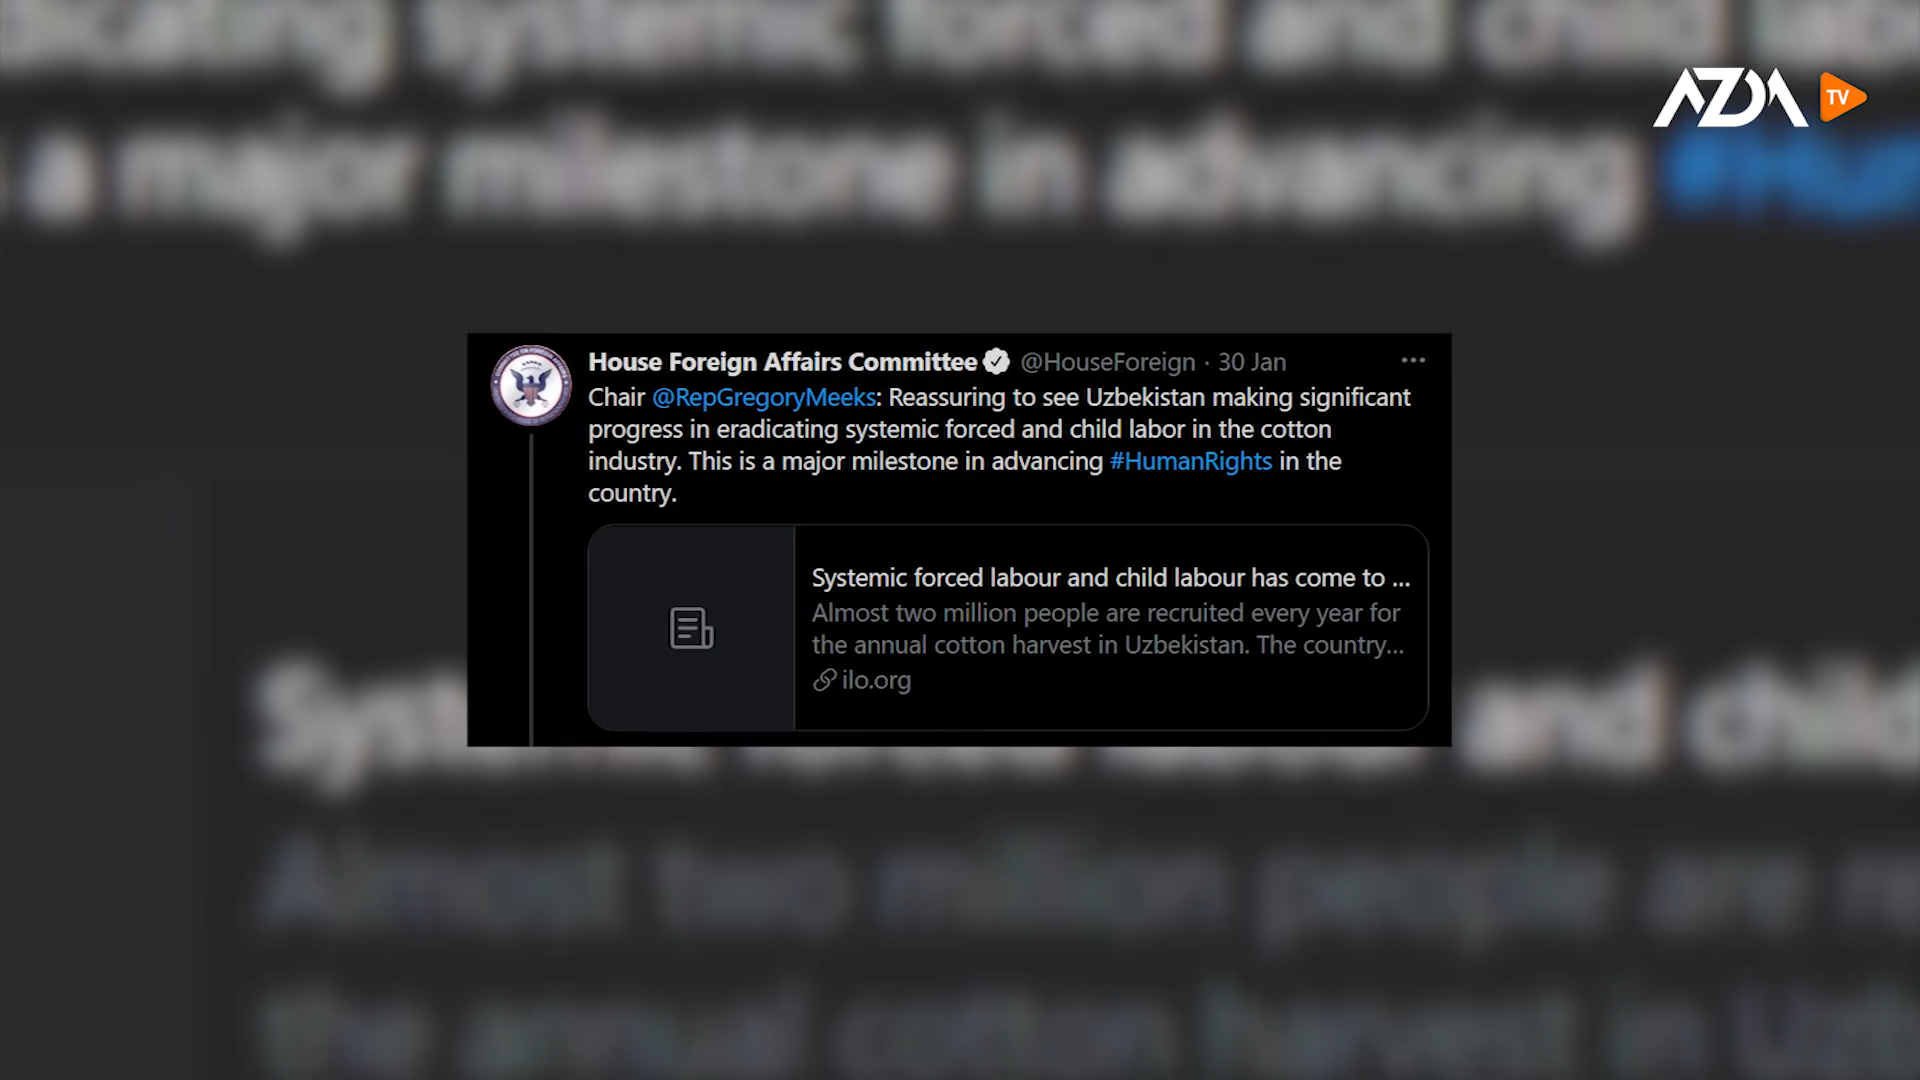 AZDA TV
House Foreign Affairs Committee @HouseForeign · 30 Jan
Chair @RepGregoryMeeks: Reassuring to see Uzbekistan making significant
progress in eradicating systemic forced and child labor in the cotton
industry. This is a major milestone in advancing #HumanRights in the
country.
Systemic forced labour and child labour has come to ...
Almost two million people are recruited every year for
the annual cotton harvest in Uzbekistan. The country...
ilo.org